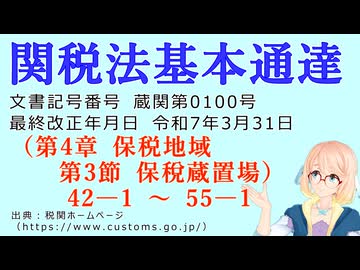 関税法基本通達
文書記号番号 蔵関第0100号
最終改正年月日 令和7年3月31日
(第4章 保税地域
第3節 保税蔵置場)
42―1 ～ 55―1
出典:税関ホームページ
(https://www.customs.go.jp/)